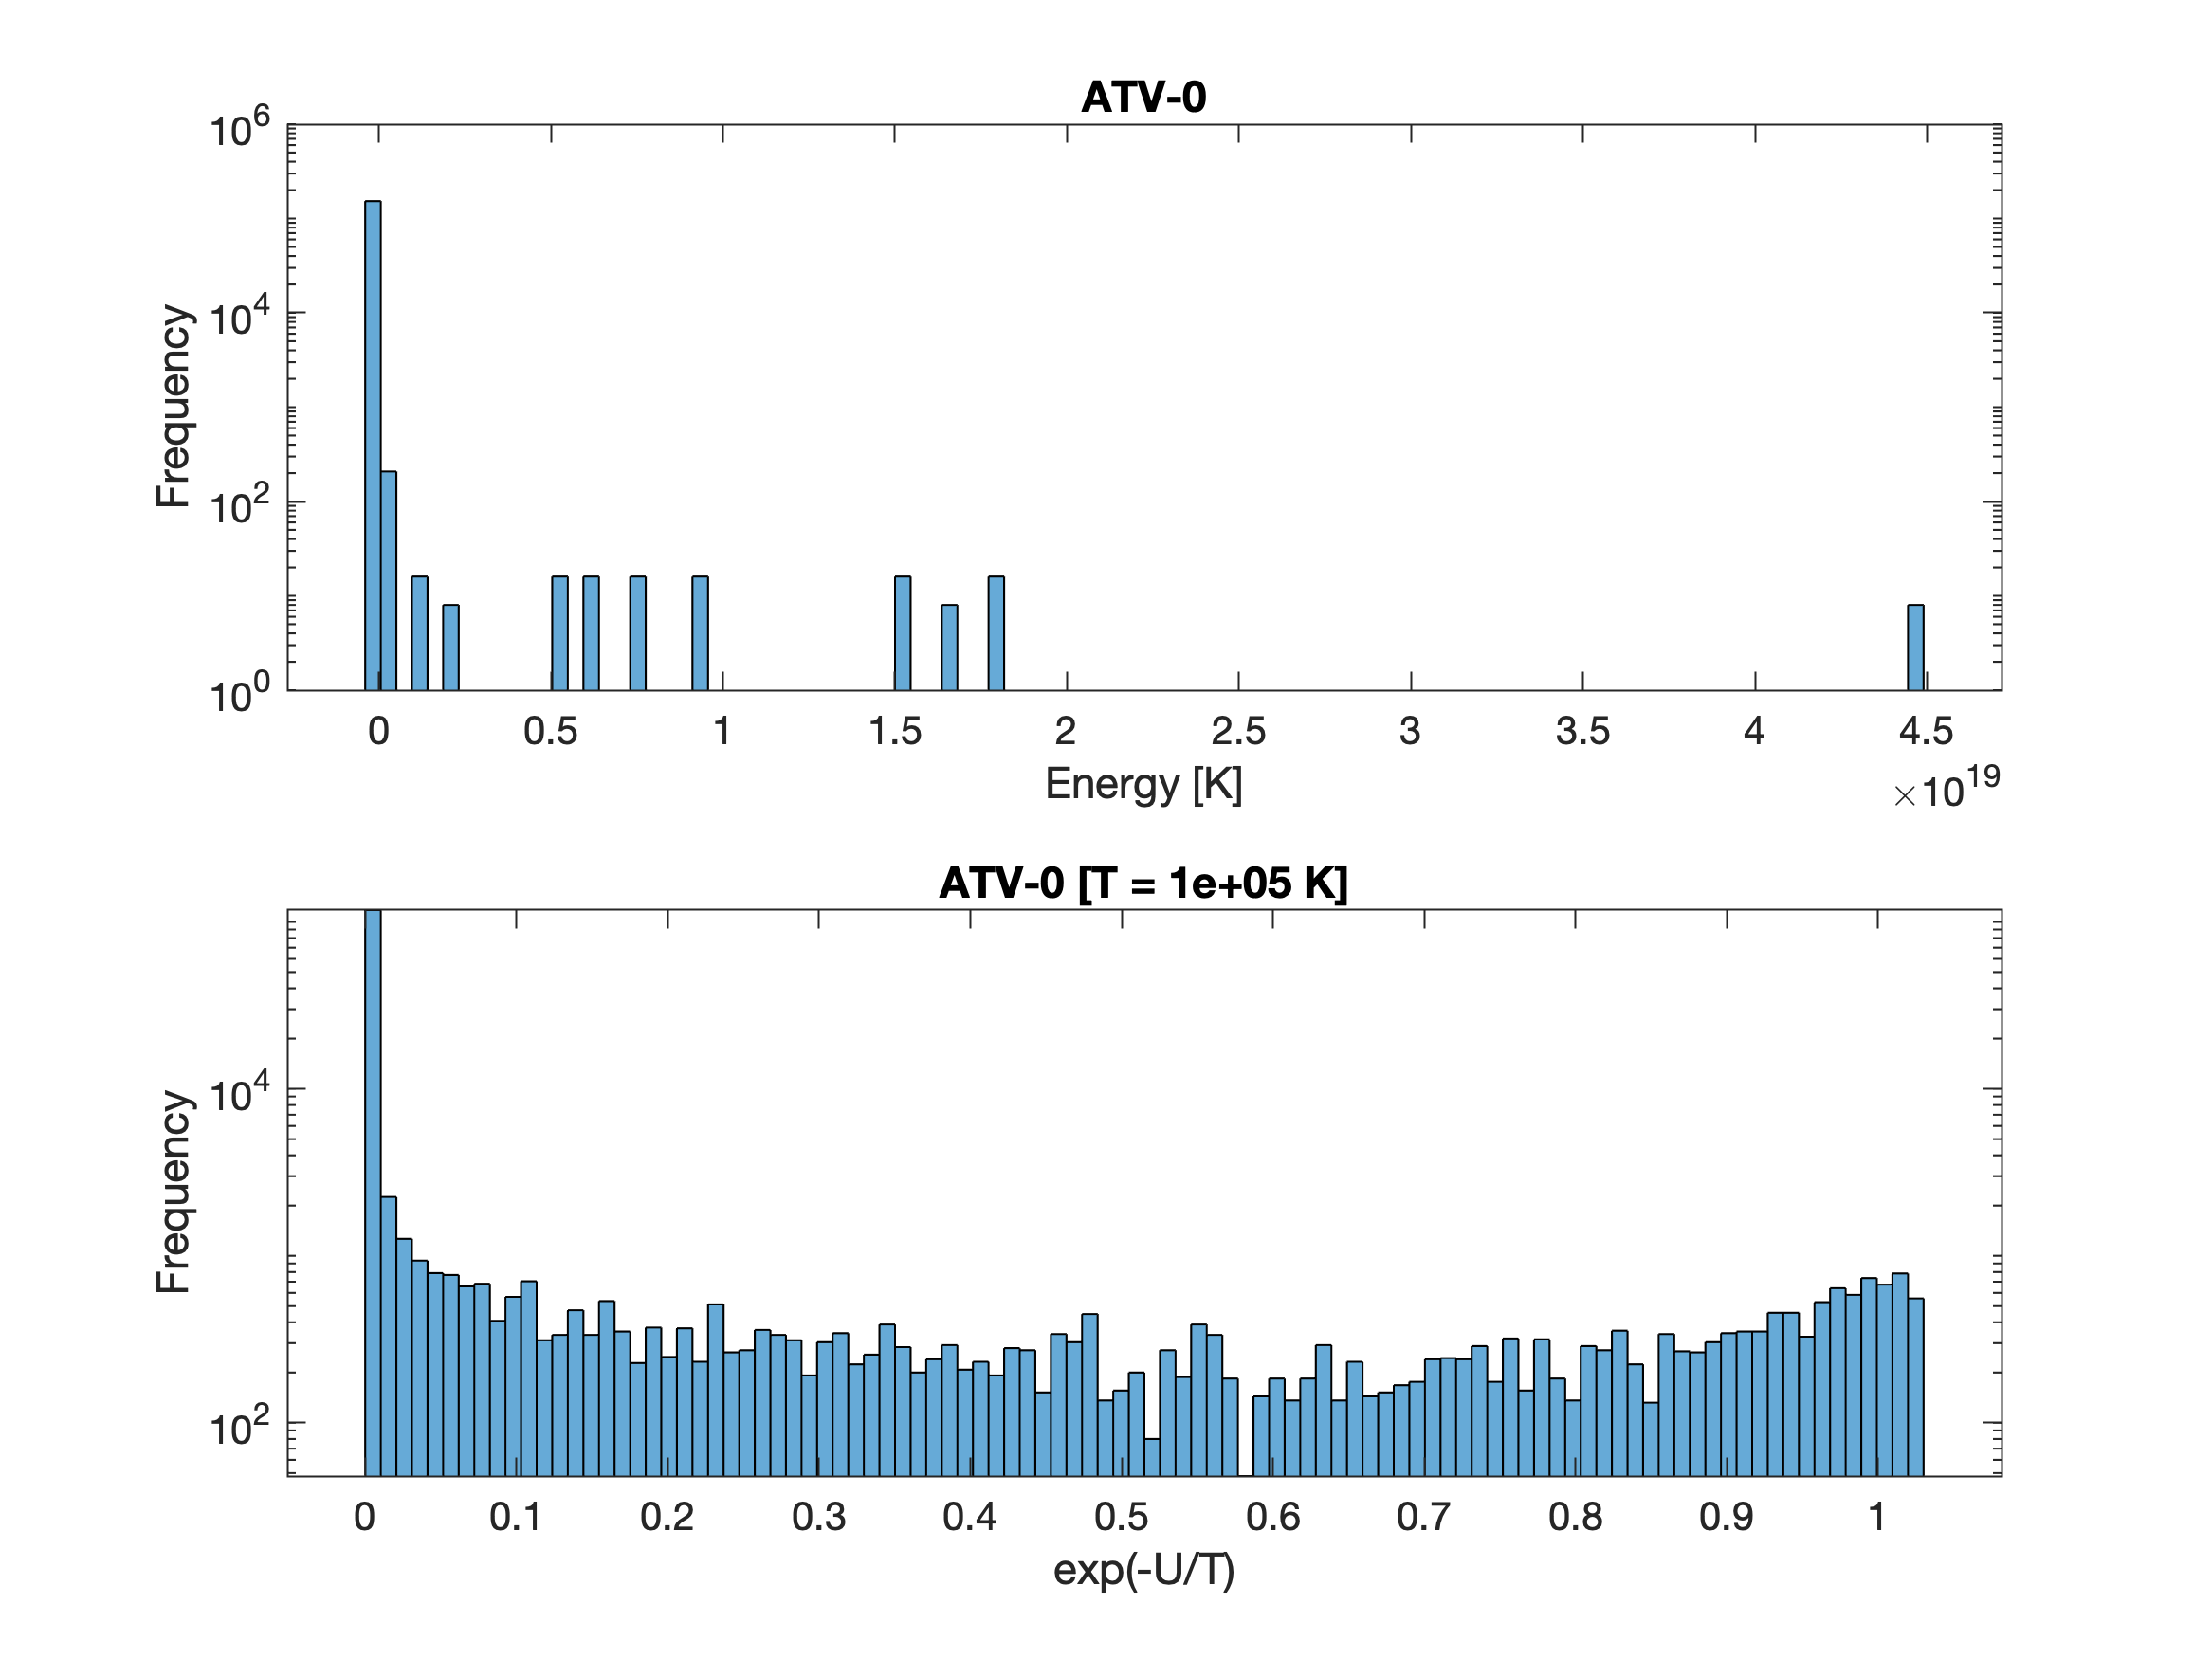 ATV-0
10^6
10^4
10^2
10^0
Frequency
0 0.5 1 1.5 2 2.5 3 3.5 4 4.5
Energy [K]
×10^19
ATV-0 [T = 1e+05 K]
10^4
10^2
Frequency
0 0.1 0.2 0.3 0.4 0.5 0.6 0.7 0.8 0.9 1
exp(-U/T)